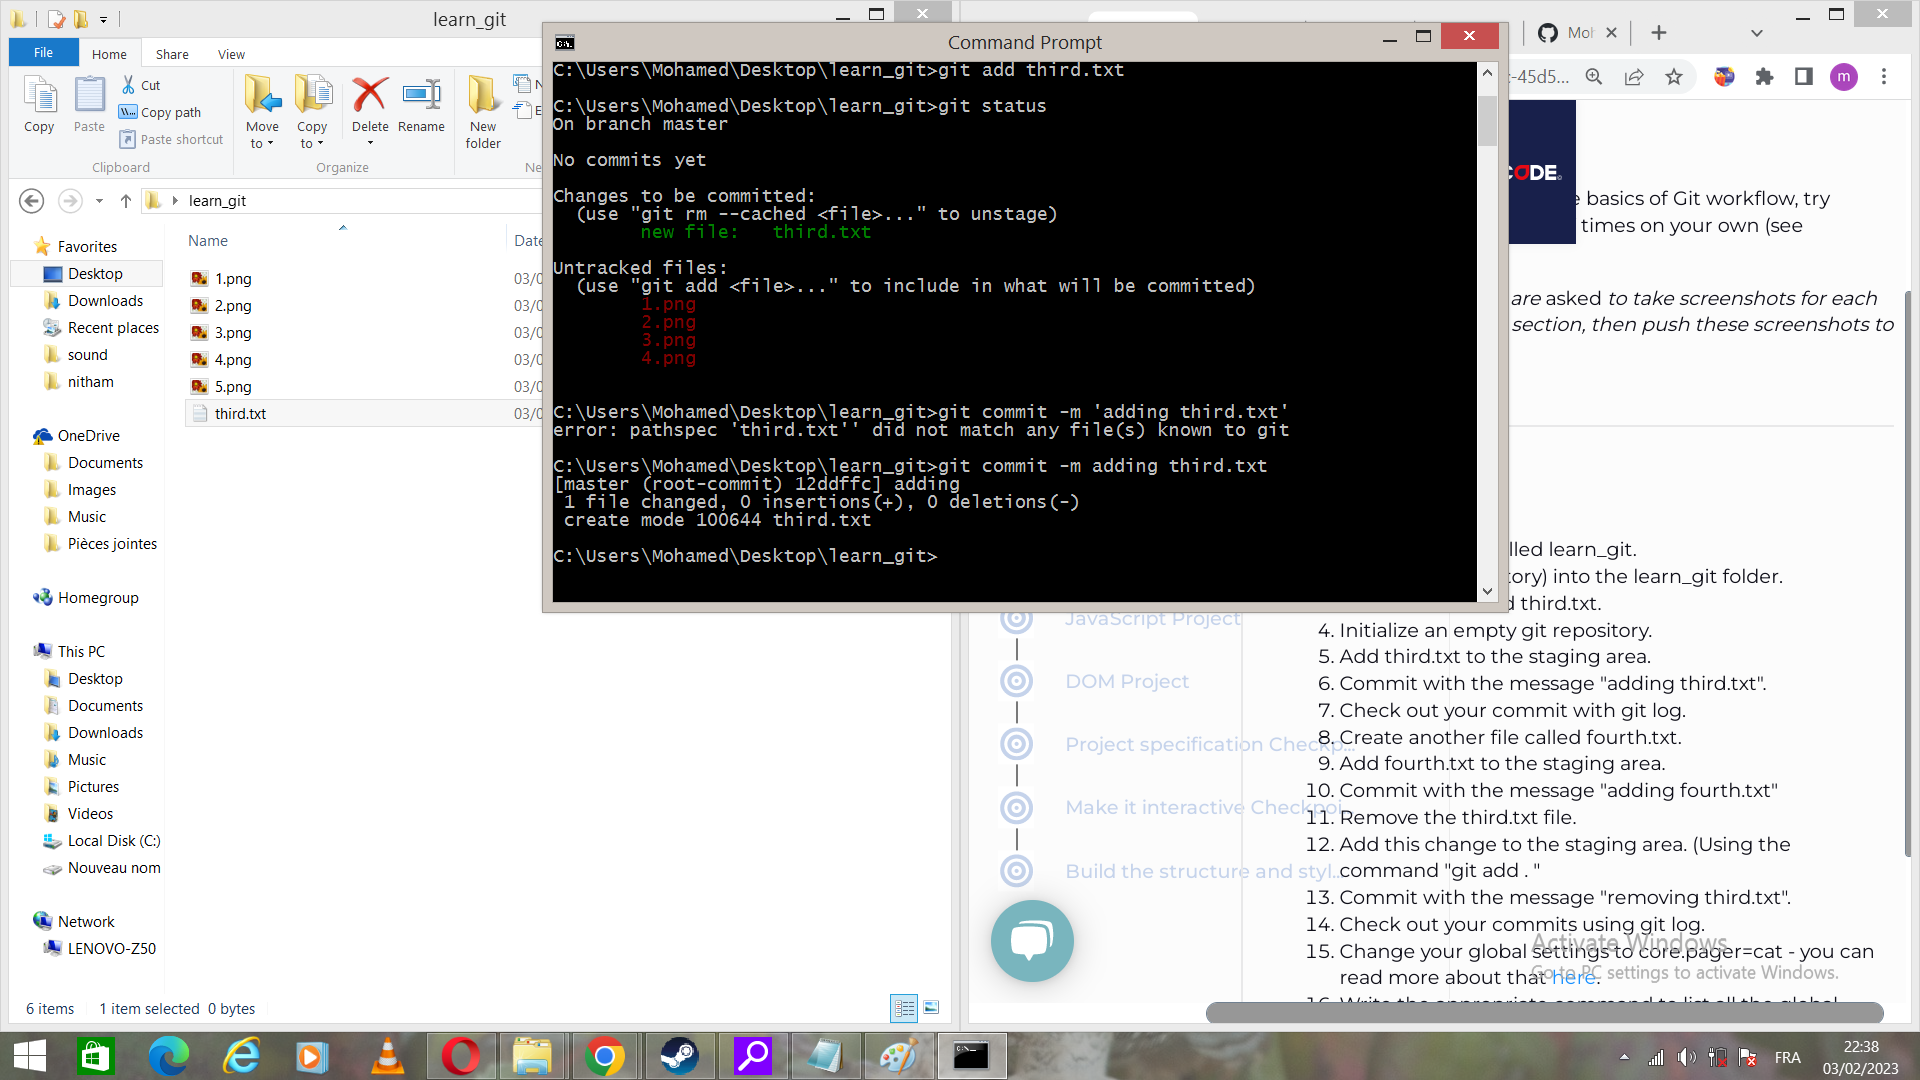 learn_git
File
Home
Share
View
Copy
Paste
Cut
Copy path
Paste shortcut
Clipboard
Move to
Copy to
Delete
Rename
Organize
New folder
Ne
learn_git
Name
Date
Favorites
Desktop
Downloads
Recent places
sound
nitham
OneDrive
Documents
Images
Music
Pièces jointes
Homegroup
This PC
Desktop
Documents
Downloads
Music
Pictures
Videos
Local Disk (C:)
Nouveau nom
Network
LENOVO-Z50
1.png 03/0
2.png 03/0
3.png 03/0
4.png 03/0
5.png 03/0
third.txt 03/0
6 items 1 item selected 0 bytes
Command Prompt
C:\Users\Mohamed\Desktop\learn_git>git add third.txt
C:\Users\Mohamed\Desktop\learn_git>git status
On branch master
No commits yet
Changes to be committed:
(use "git rm --cached <file>..." to unstage)
new file:   third.txt
Untracked files:
(use "git add <file>..." to include in what will be committed)
1.png
2.png
3.png
4.png
C:\Users\Mohamed\Desktop\learn_git>git commit -m 'adding third.txt'
error: pathspec 'third.txt'' did not match any file(s) known to git
C:\Users\Mohamed\Desktop\learn_git>git commit -m adding third.txt
[master (root-commit) 12ddffc] adding
1 file changed, 0 insertions(+), 0 deletions(-)
create mode 100644 third.txt
C:\Users\Mohamed\Desktop\learn_git>
-45d5...
m
CODE
basics of Git workflow, try
times on your own (see
are asked to take screenshots for each
section, then push these screenshots to
lled learn_git.
tory) into the learn_git folder.
d third.txt.
4. Initialize an empty git repository.
5. Add third.txt to the staging area.
6. Commit with the message "adding third.txt".
7. Check out your commit with git log.
8. Create another file called fourth.txt.
9. Add fourth.txt to the staging area.
10. Commit with the message "adding fourth.txt"
11. Remove the third.txt file.
12. Add this change to the staging area. (Using the
command "git add . "
13. Commit with the message "removing third.txt".
14. Check out your commits using git log.
15. Change your global settings to core.pager=cat - you can
read more about that here.
16. Write the appropriate command to list all the global
JavaScript Project
DOM Project
Project specification Checkp...
Make it interactive Checkpoi...
Build the structure and styl...
Activate Windows
Go to PC settings to activate Windows.
FRA
22:38
03/02/2023